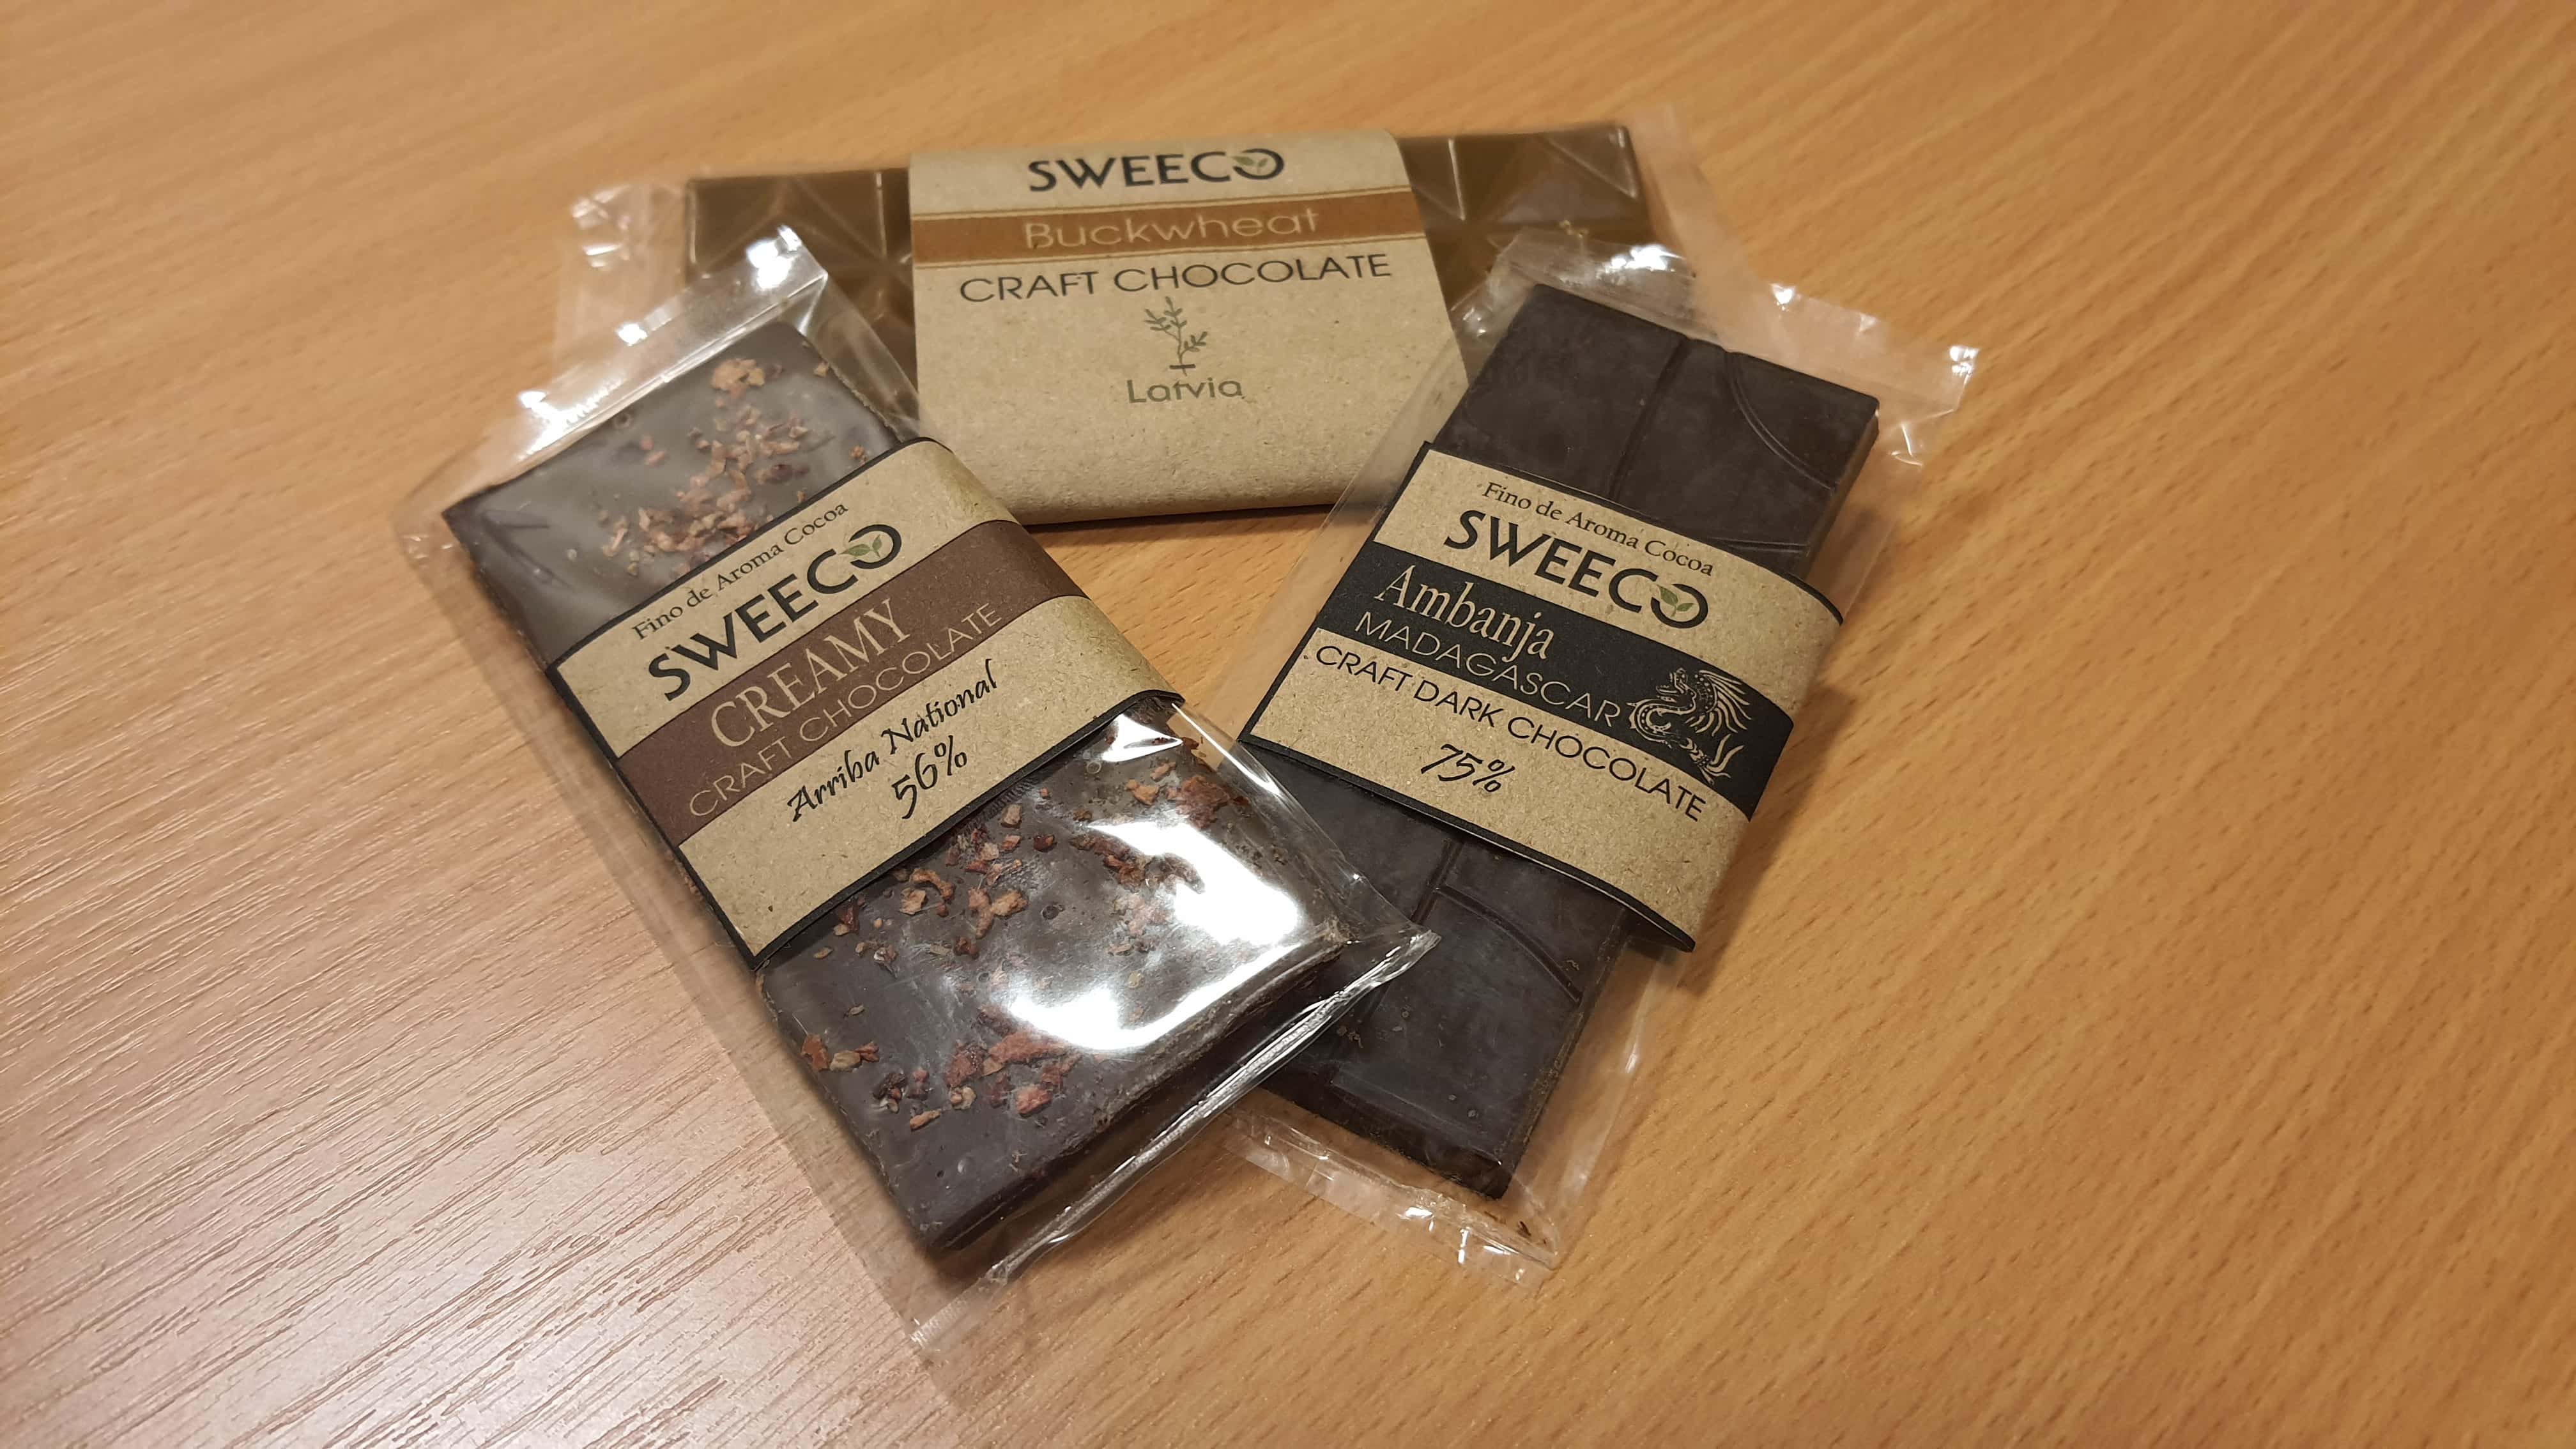 SWEECO
Buckwheat
CRAFT CHOCOLATE
Latvia
Fino de Aroma Cocoa
SWEECO
CREAMY
CRAFT CHOCOLATE
Arriba National
56%
Fino de Aroma Cocoa
SWEECO
Ambanja
MADAGASCAR
CRAFT DARK CHOCOLATE
75%